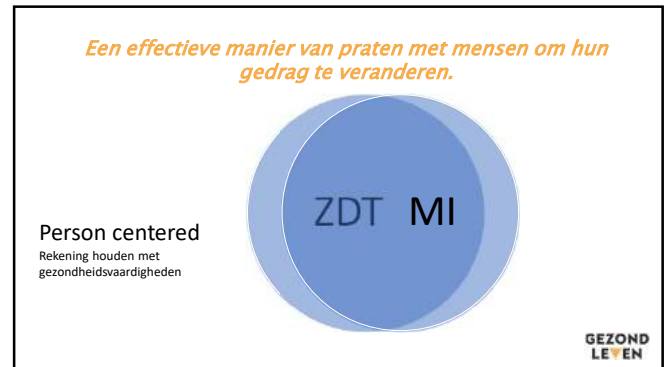 Een effectieve manier van praten met mensen om hun
gedrag te veranderen.
ZDT MI
Person centered
Rekening houden met
gezondheidsvaardigheden
GEZOND
LEVEN